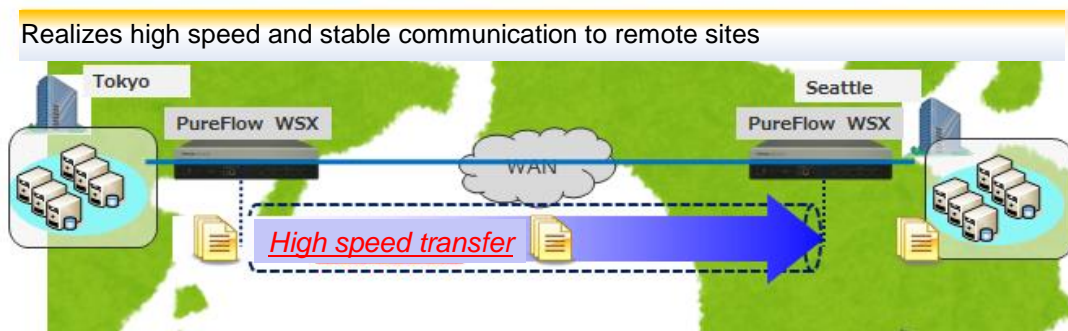 Realizes high speed and stable communication to remote sites
Tokyo
Seattle
PureFlow WSX
PureFlow WSX
WAN
High speed transfer